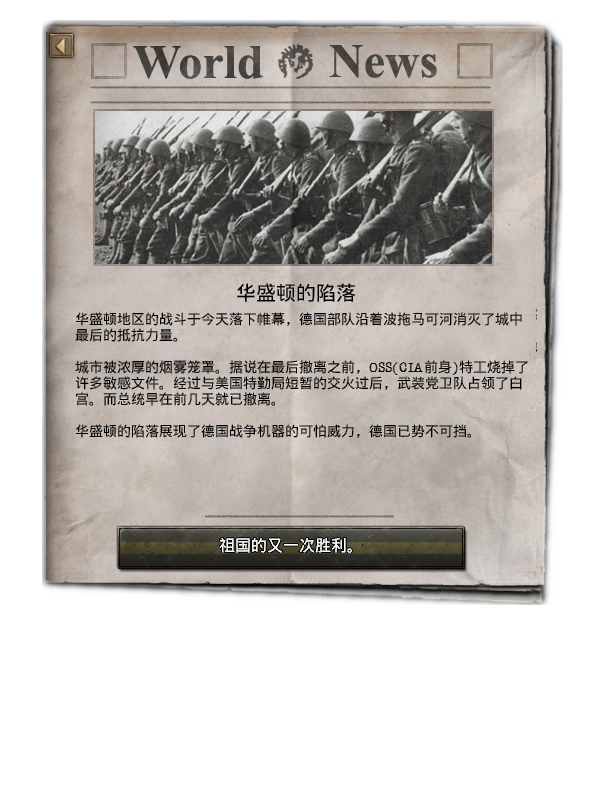 World News
华盛顿的陷落
华盛顿地区的战斗于今天落下帷幕，德国部队沿着波拖马可河消灭了城中
最后的抵抗力量。
城市被浓厚的烟雾笼罩。据说在最后撤离之前，OSS(CIA前身)特工烧掉了
许多敏感文件。经过与美国特勤局短暂的交火过后，武装党卫队占领了白
宫。而总统早在前几天就已撤离。
华盛顿的陷落展现了德国战争机器的可怕威力，德国已势不可挡。
祖国的又一次胜利。